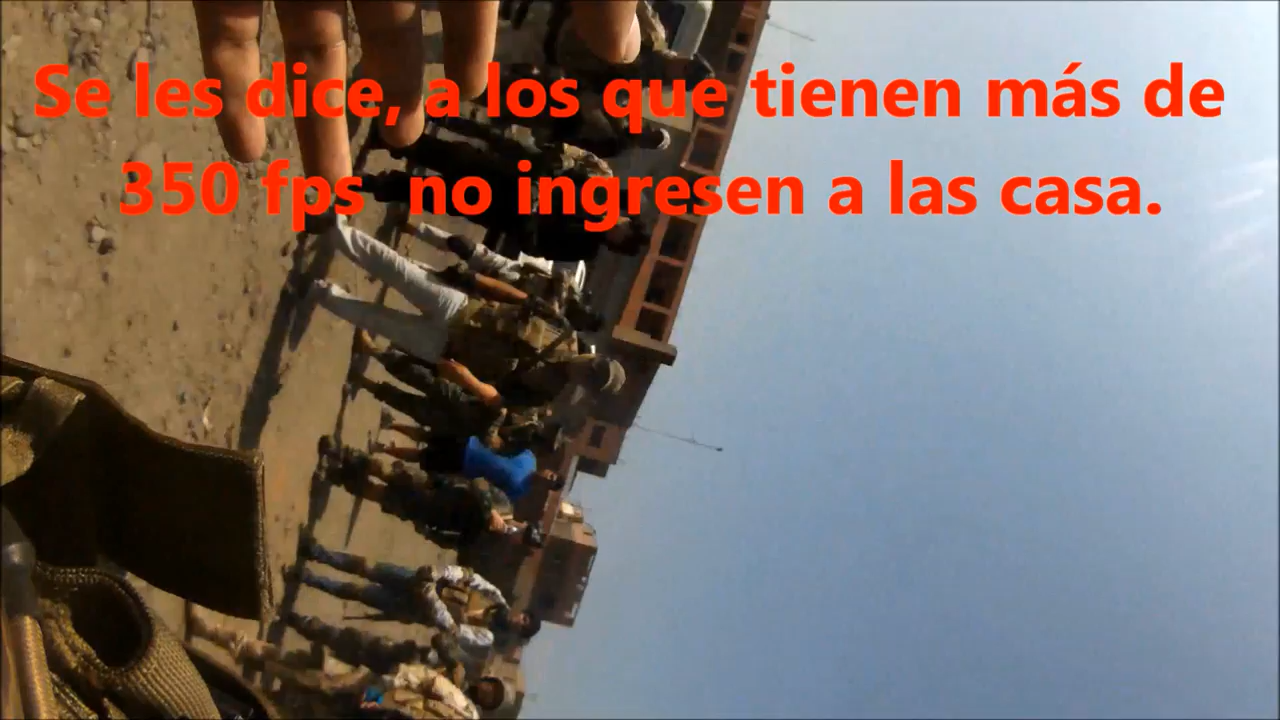 Se les dice, a los que tienen más de
350 fps  no ingresen a las casa.